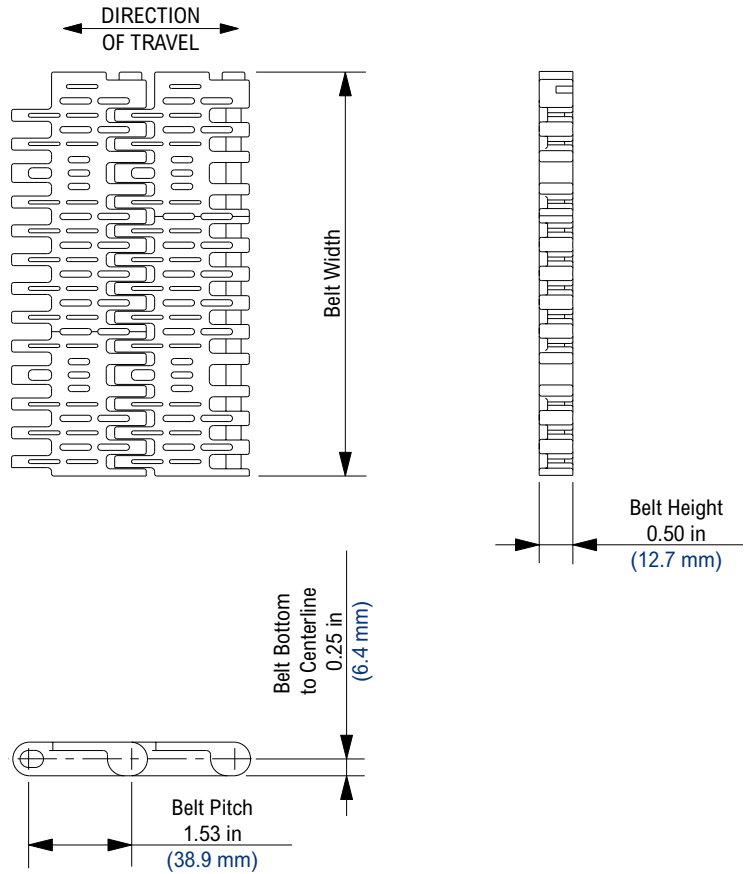 DIRECTION
OF TRAVEL
Belt Width
Belt Height
0.50 in
(12.7 mm)
Belt Bottom
to Centerline
0.25 in
(6.4 mm)
Belt Pitch
1.53 in
(38.9 mm)